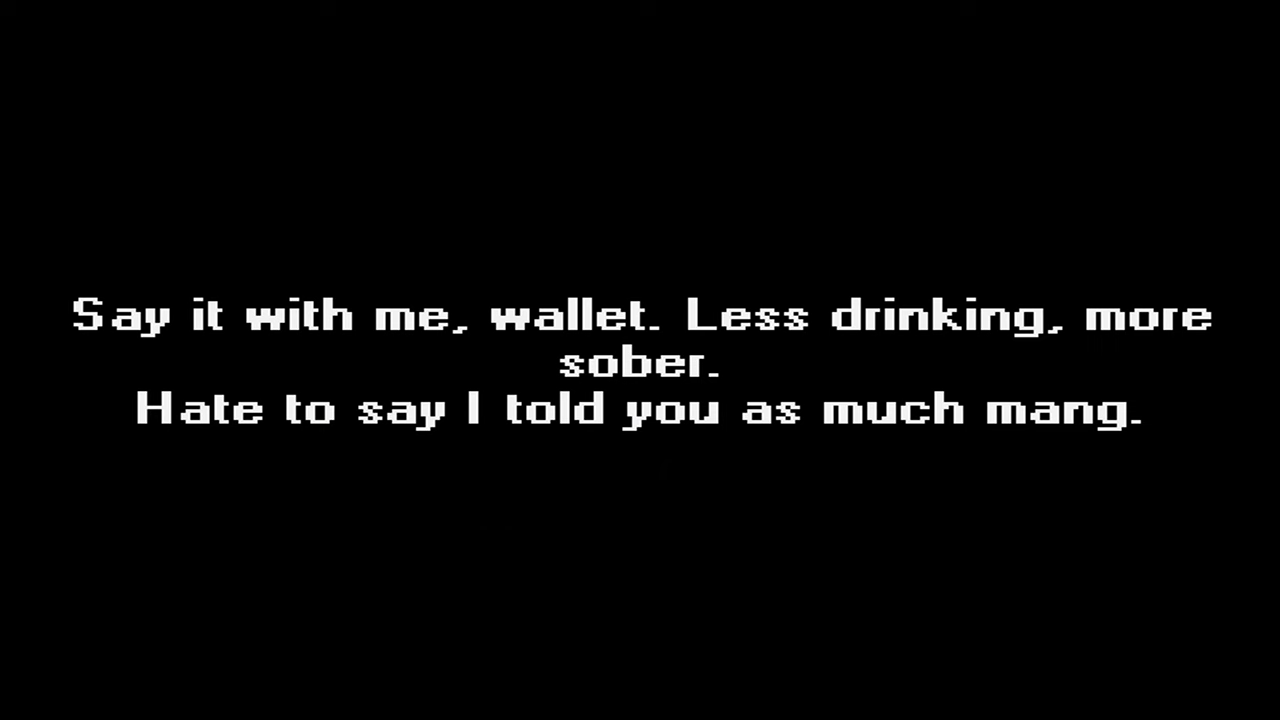 Say it with me, wallet. Less drinking, more
sober.
Hate to say I told you as much mang.